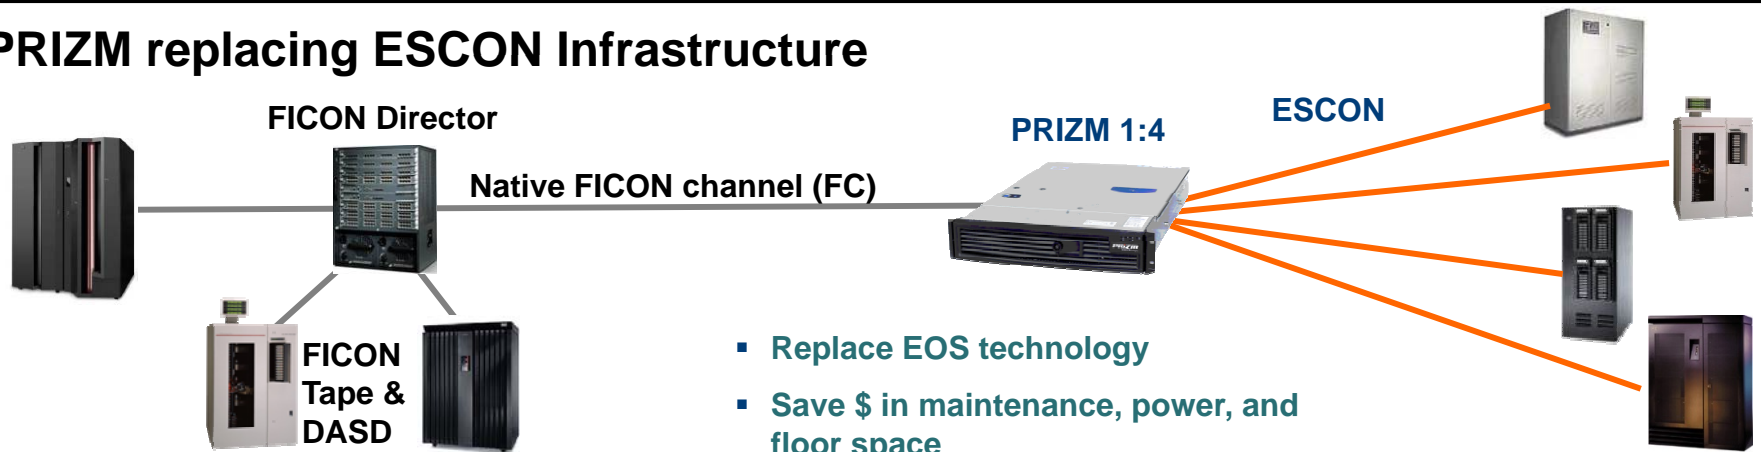 PRIZM replacing ESCON Infrastructure
FICON Director
ESCON
PRIZM 1:4
Native FICON channel (FC)
PRIZM
FICON
Tape &
DASD
▪ Replace EOS technology
▪ Save $ in maintenance, power, and
floor space